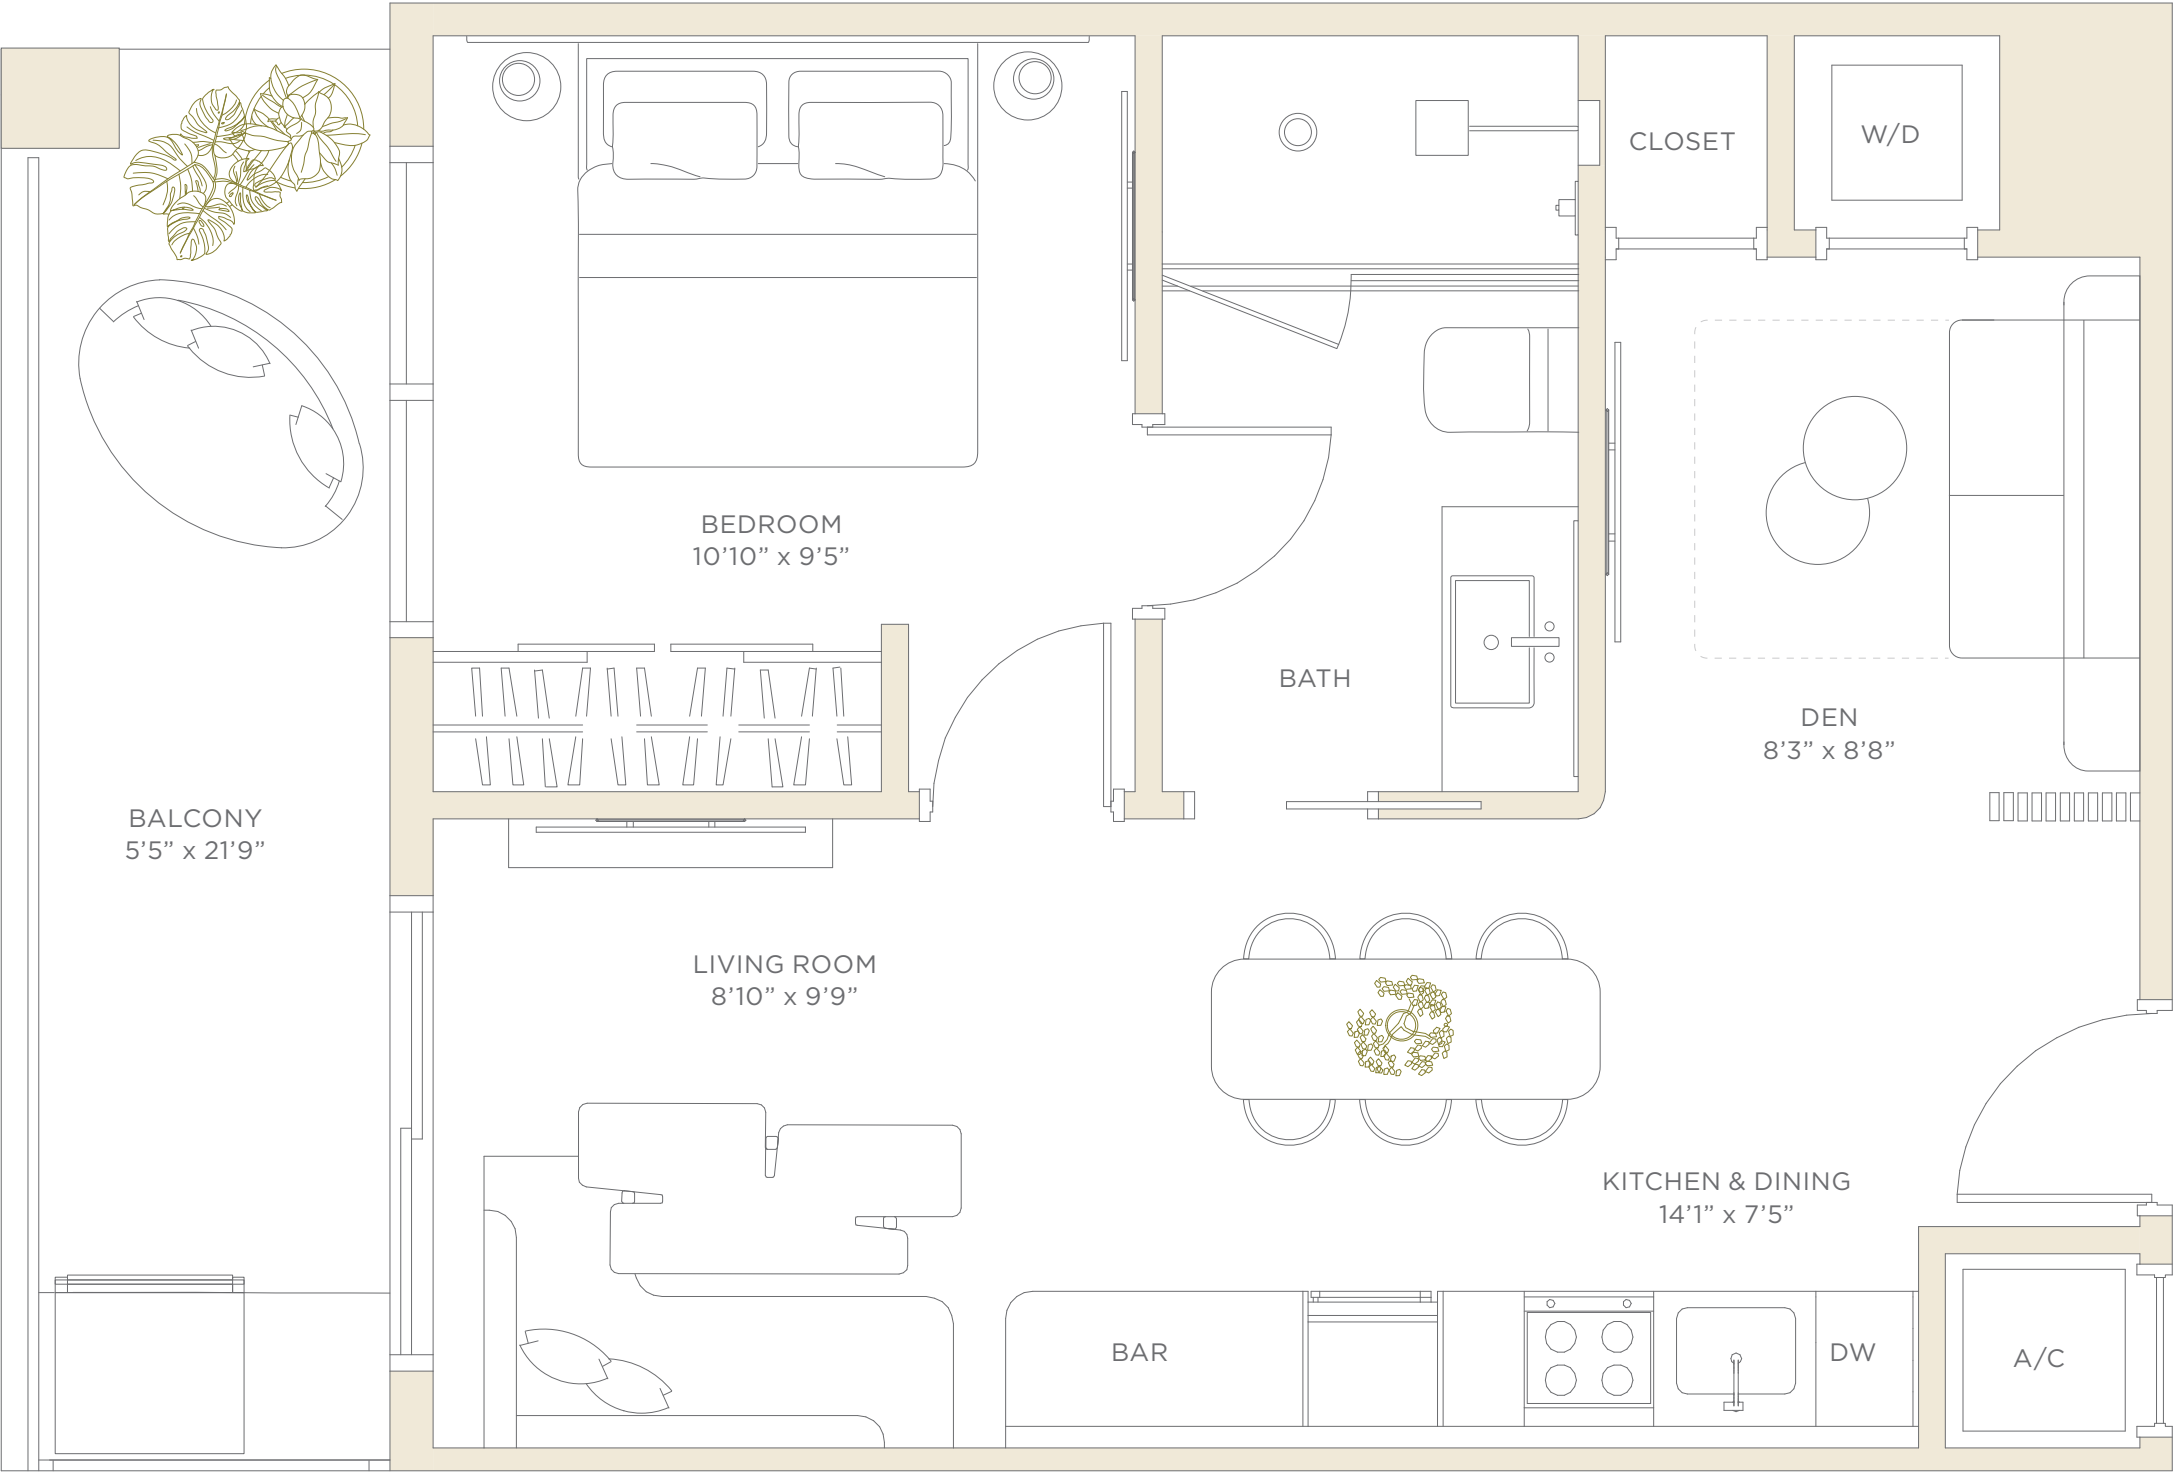 CLOSET
W/D
BEDROOM
10’10” x 9’5”
BATH
DEN
8’3” x 8’8”
BALCONY
5’5” x 21’9”
LIVING ROOM
8’10” x 9’9”
KITCHEN & DINING
14’1” x 7’5”
BAR
DW
A/C